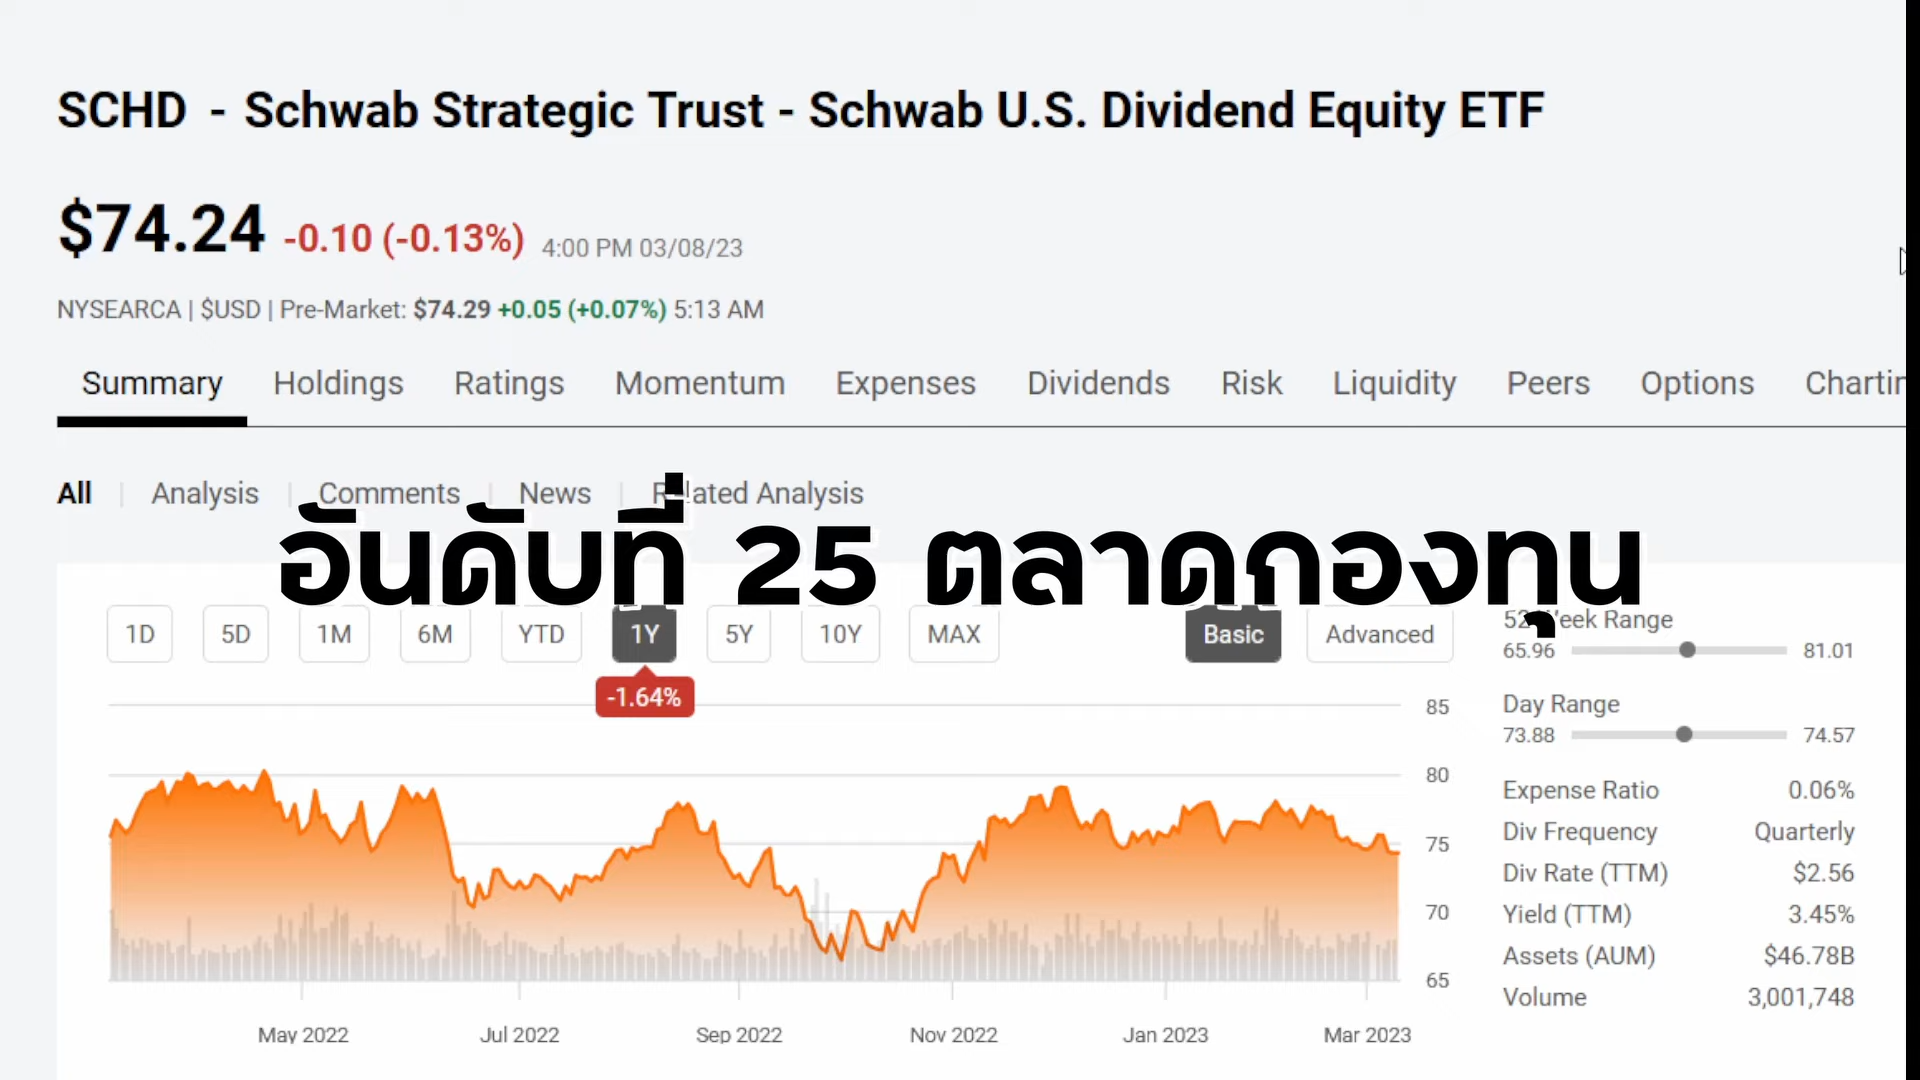 SCHD - Schwab Strategic Trust - Schwab U.S. Dividend Equity ETF
$74.24 -0.10 (-0.13%) 4:00 PM 03/08/23
NYSEARCA | $USD | Pre-Market: $74.29 +0.05 (+0.07%) 5:13 AM
Summary Holdings Ratings Momentum Expenses Dividends Risk Liquidity Peers Options Chartin
All | Analysis | Comments | News | Related Analysis
อันดับที่ 25 ตลาดกองทุน
1D 5D 1M 6M YTD 1Y 5Y 10Y MAX Basic Advanced
-1.64%
85
80
75
70
65
May 2022 Jul 2022 Sep 2022 Nov 2022 Jan 2023 Mar 2023
52 Week Range
65.96 81.01
Day Range
73.88 74.57
Expense Ratio 0.06%
Div Frequency Quarterly
Div Rate (TTM) $2.56
Yield (TTM) 3.45%
Assets (AUM) $46.78B
Volume 3,001,748